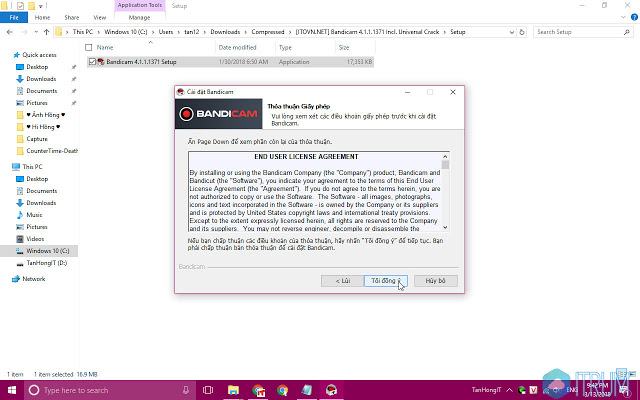 Application Tools
Setup
File
Home
Share
View
Manage
This PC
Windows 10 (C:)
Users
tan12
Downloads
Compressed
[ITOVN.NET] Bandicam 4.1.1.1371 Incl. Universal Crack
Setup
Search Setup
Name
Date modified
Type
Size
Bandicam 4.1.1.1371 Setup
1/30/2018 6:50 AM
Application
17,353 KB
Quick access
Desktop
Downloads
Documents
Pictures
♥ Ánh Hồng ♥
♥ Hi Hồng ♥
Capture
CounterTime-Death
This PC
Desktop
Documents
Downloads
Music
Pictures
Videos
Windows 10 (C:)
TanHongIT (D:)
Network
Cài đặt Bandicam
BANDICAM
Thỏa thuận Giấy phép
Vui lòng xem xét các điều khoản giấy phép trước khi cài đặt
Bandicam.
Ấn Page Down để xem phần còn lại của thỏa thuận.
END USER LICENSE AGREEMENT
By installing or using the Bandicam Company (the "Company") product, Bandicam and
Bandicut (the "Software"), you indicate your agreement to the terms of this End User
License Agreement (the "Agreement"). If you do not agree to the terms herein, you are
not authorized to copy or use the Software. The Software - all images, photographs,
icons and text incorporated in the Software - is owned by the Company or its suppliers
and is protected by United States copyright laws and international treaty provisions.
Except to the extent expressly licensed herein, all rights are reserved to the Company
and its suppliers. You may not reverse engineer, decompile or disassemble the
Nếu bạn chấp thuận các điều khoản của thỏa thuận, hãy nhấn "Tôi đồng ý" để tiếp tục. Bạn
phải chấp thuận bản thỏa thuận để cài đặt Bandicam.
Bandicam
< Lùi
Tôi đồng ý
Hủy bỏ
1 item
1 item selected 16.9 MB
Type here to search
TanHongIT
ENG
9:42 PM
3/13/2018
ITRUM